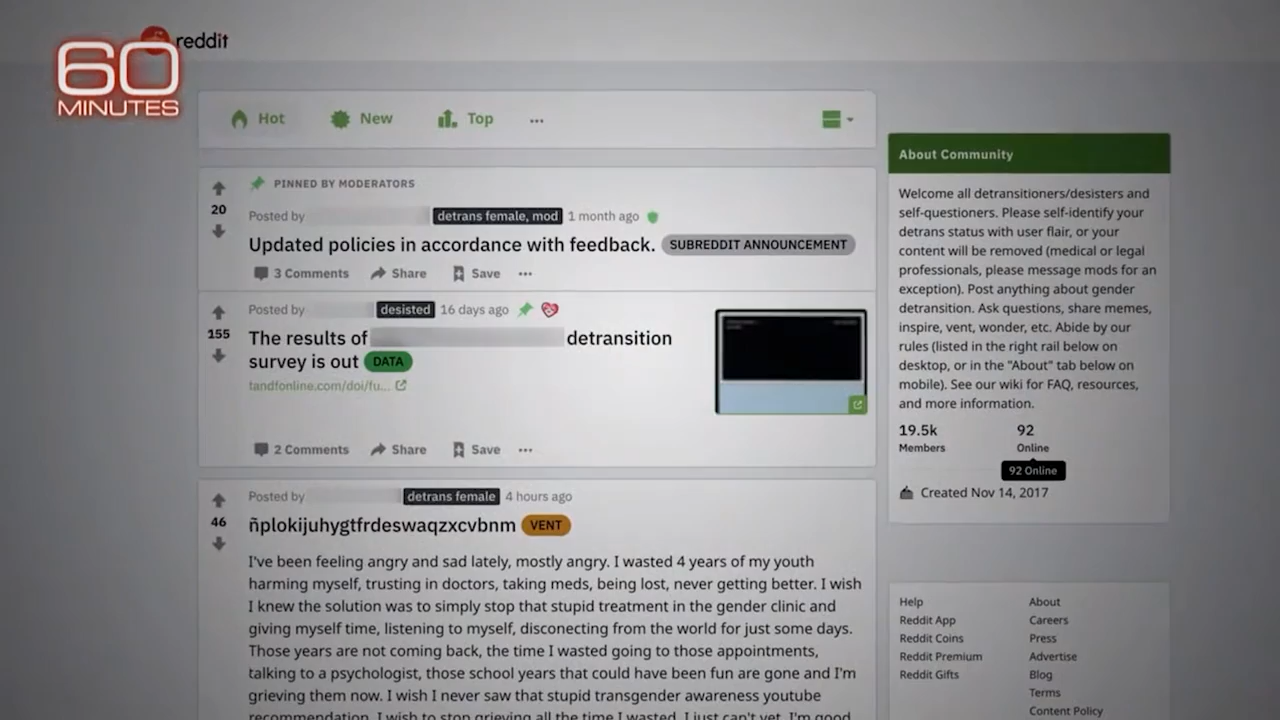 60
MINUTES
reddit
Hot New Top ...
PINNED BY MODERATORS
20
Posted by detrans female, mod 1 month ago
Updated policies in accordance with feedback. SUBREDDIT ANNOUNCEMENT
3 Comments Share Save ...
Posted by desisted 16 days ago
155
The results of detransition
survey is out DATA
tandfonline.com/doi/fu...
2 Comments Share Save ...
Posted by detrans female 4 hours ago
46
ñplokijuhygtfrdeswaqzxcvbnm VENT
I've been feeling angry and sad lately, mostly angry. I wasted 4 years of my youth
harming myself, trusting in doctors, taking meds, being lost, never getting better. I wish
I knew the solution was to simply stop that stupid treatment in the gender clinic and
giving myself time, listening to myself, disconecting from the world for just some days.
Those years are not coming back, the time I wasted going to those appointments,
talking to a psychologist, those school years that could have been fun are gone and I'm
grieving them now. I wish I never saw that stupid transgender awareness youtube
recommendation. I wish to stop grieving all the time I wasted. I just can't yet. I'm good
About Community
Welcome all detransitioners/desisters and
self-questioners. Please self-identify your
detrans status with user flair, or your
content will be removed (medical or legal
professionals, please message mods for an
exception). Post anything about gender
detransition. Ask questions, share memes,
inspire, vent, wonder, etc. Abide by our
rules (listed in the right rail below on
desktop, or in the "About" tab below on
mobile). See our wiki for FAQ, resources,
and more information.
19.5k 92
Members Online
92 Online
Created Nov 14, 2017
Help About
Reddit App Careers
Reddit Coins Press
Reddit Premium Advertise
Reddit Gifts Blog
Terms
Content Policy